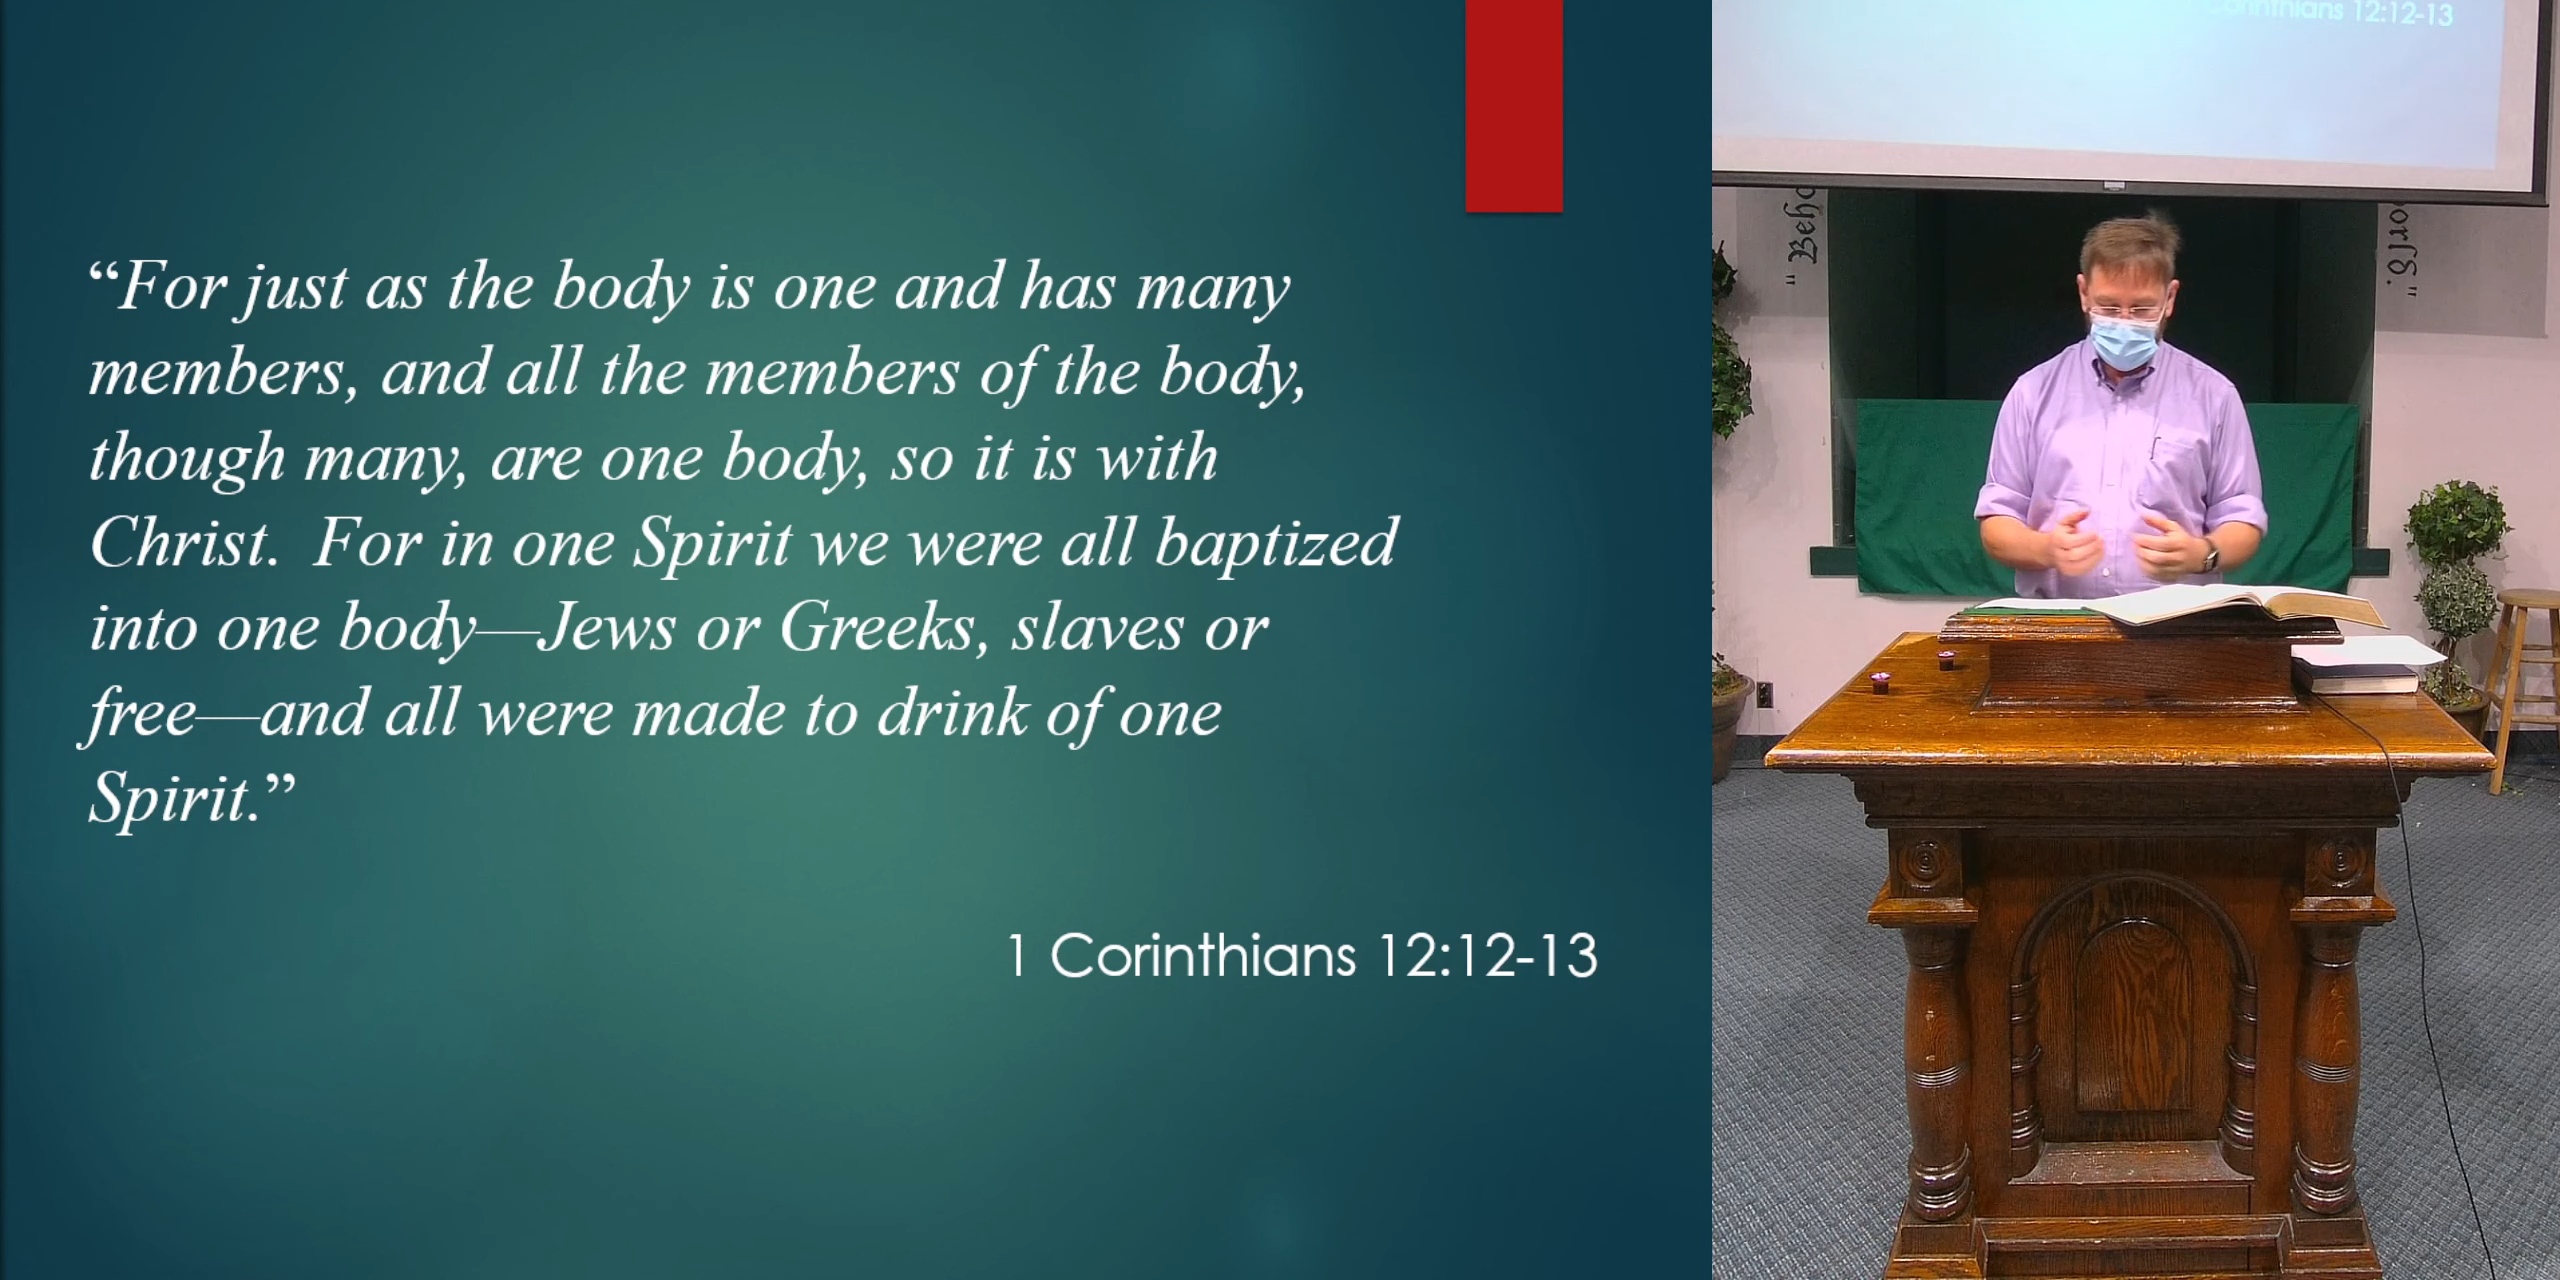 “For just as the body is one and has many
members, and all the members of the body,
though many, are one body, so it is with
Christ.  For in one Spirit we were all baptized
into one body—Jews or Greeks, slaves or
free—and all were made to drink of one
Spirit.”
1 Corinthians 12:12-13
Corinthians 12:12-13